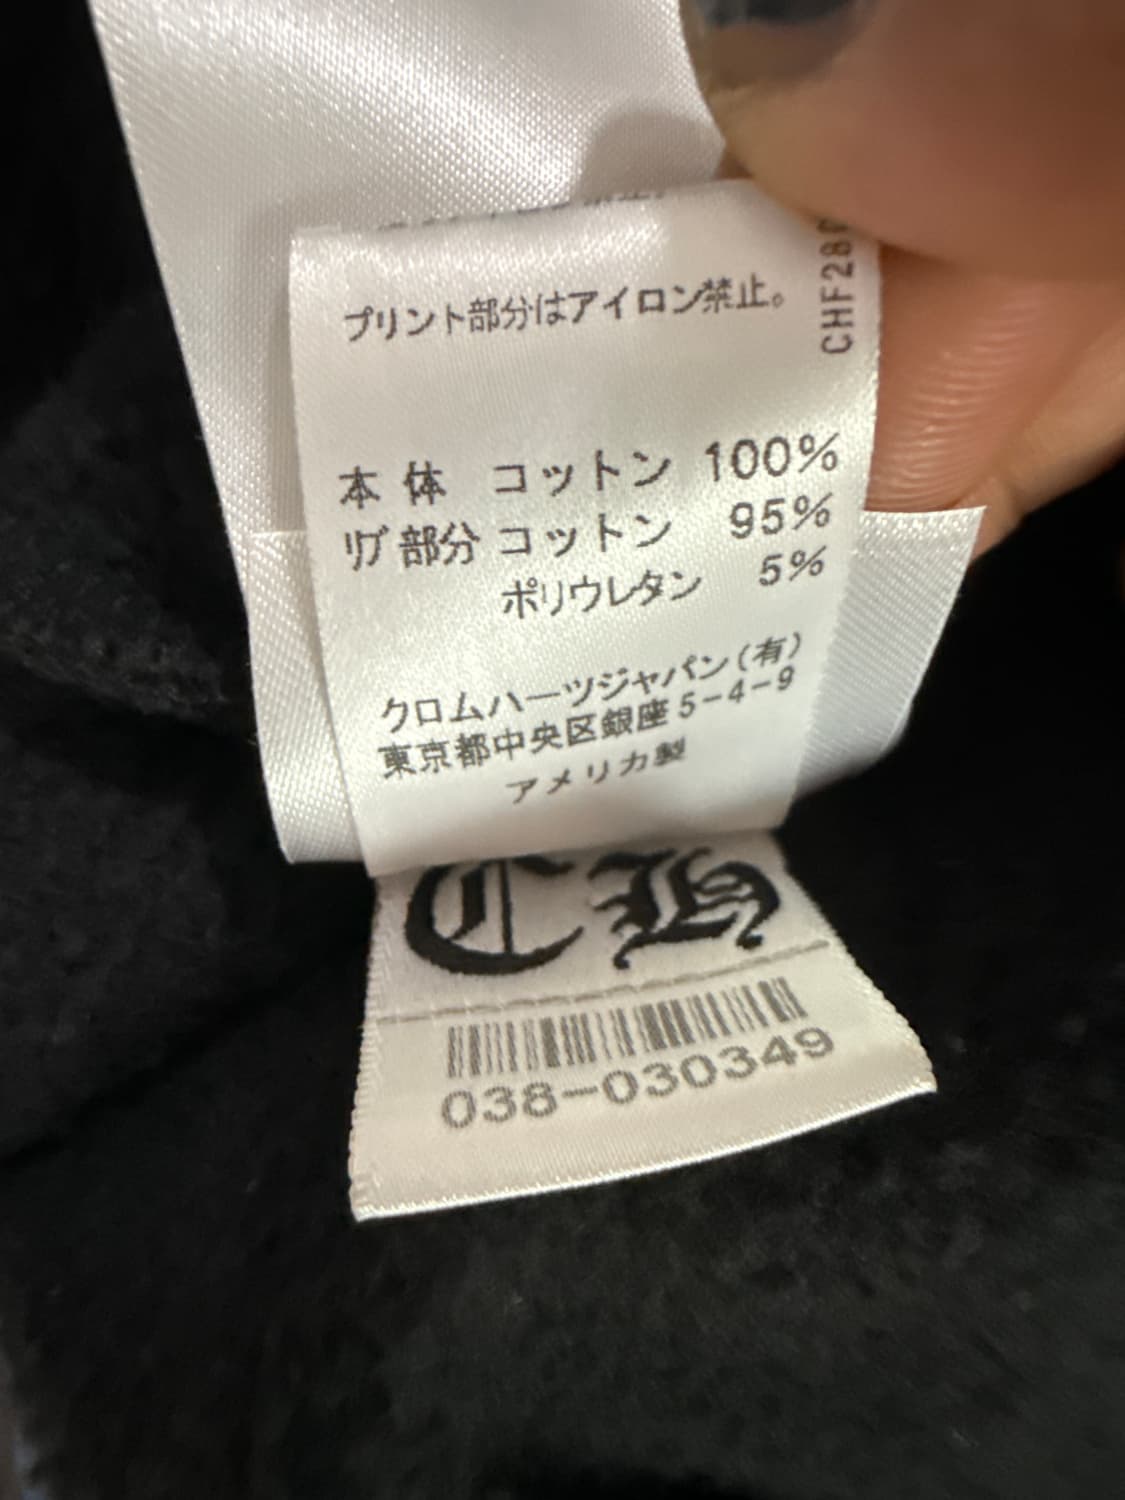 プリント部分はアイロン禁止。
CHF28
本体 コットン 100%
リブ部分 コットン 95%
ポリウレタン 5%
クロムハーツジャパン(有)
東京都中央区銀座5-4-9
アメリカ製
CH
038-030349